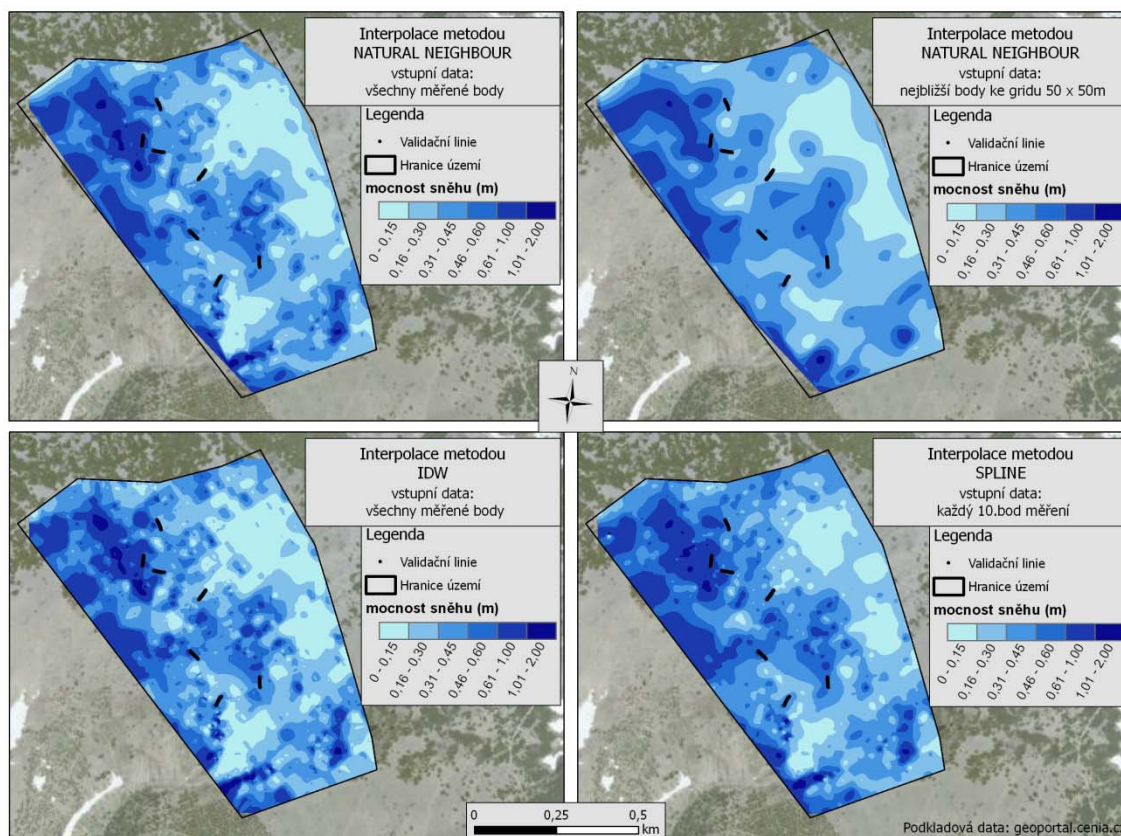 Interpolace metodou
NATURAL NEIGHBOUR
vstupní data:
všechny měřené body
Legenda
Validační linie
Hranice území
mocnost sněhu (m)
0 - 0.15
0,16 - 0.30
0,31 - 0.45
0,46 - 0,60
0,61 - 1,00
1,01 - 2,00
Interpolace metodou
NATURAL NEIGHBOUR
vstupní data:
nejbližší body ke gridu 50 x 50m
Legenda
Validační linie
Hranice území
mocnost sněhu (m)
0 - 0.15
0,16 - 0.30
0,31 - 0.45
0,46 - 0,60
0,61 - 1,00
1,01 - 2,00
N
Interpolace metodou
IDW
vstupní data:
všechny měřené body
Legenda
Validační linie
Hranice území
mocnost sněhu (m)
0 - 0.15
0,16 - 0.30
0,31 - 0.45
0,46 - 0,60
0,61 - 1,00
1,01 - 2,00
Interpolace metodou
SPLINE
vstupní data:
každý 10.bod měření
Legenda
Validační linie
Hranice území
mocnost sněhu (m)
0 - 0.15
0,16 - 0.30
0,31 - 0.45
0,46 - 0,60
0,61 - 1,00
1,01 - 2,00
0 0,25 0,5
km
Podkladová data: geoportal.cenia.cz